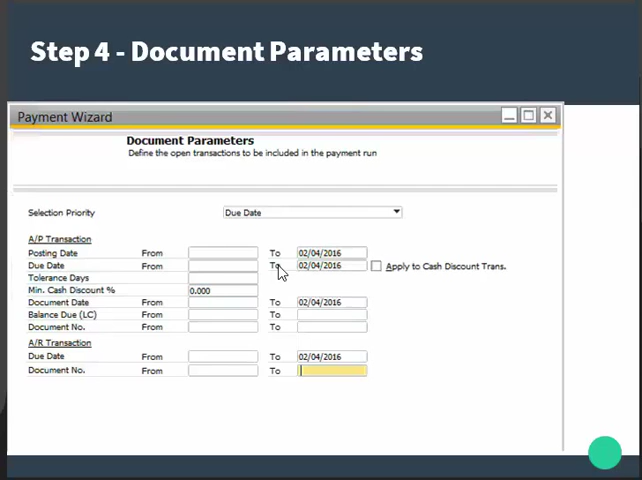 Step 4 - Document Parameters
Payment Wizard
Document Parameters
Define the open transactions to be included in the payment run
Selection Priority Due Date
A/P Transaction
Posting Date From To 02/04/2016
Due Date From To 02/04/2016 Apply to Cash Discount Trans.
Tolerance Days
Min. Cash Discount % 0.000
Document Date From To 02/04/2016
Balance Due (LC) From To
Document No. From To
A/R Transaction
Due Date From To 02/04/2016
Document No. From To